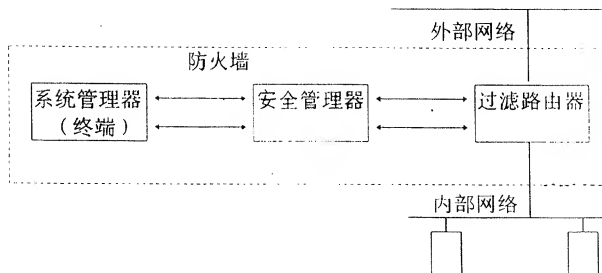 外部网络
防火墙
系统管理器
（终端）
安全管理器
过滤路由器
内部网络